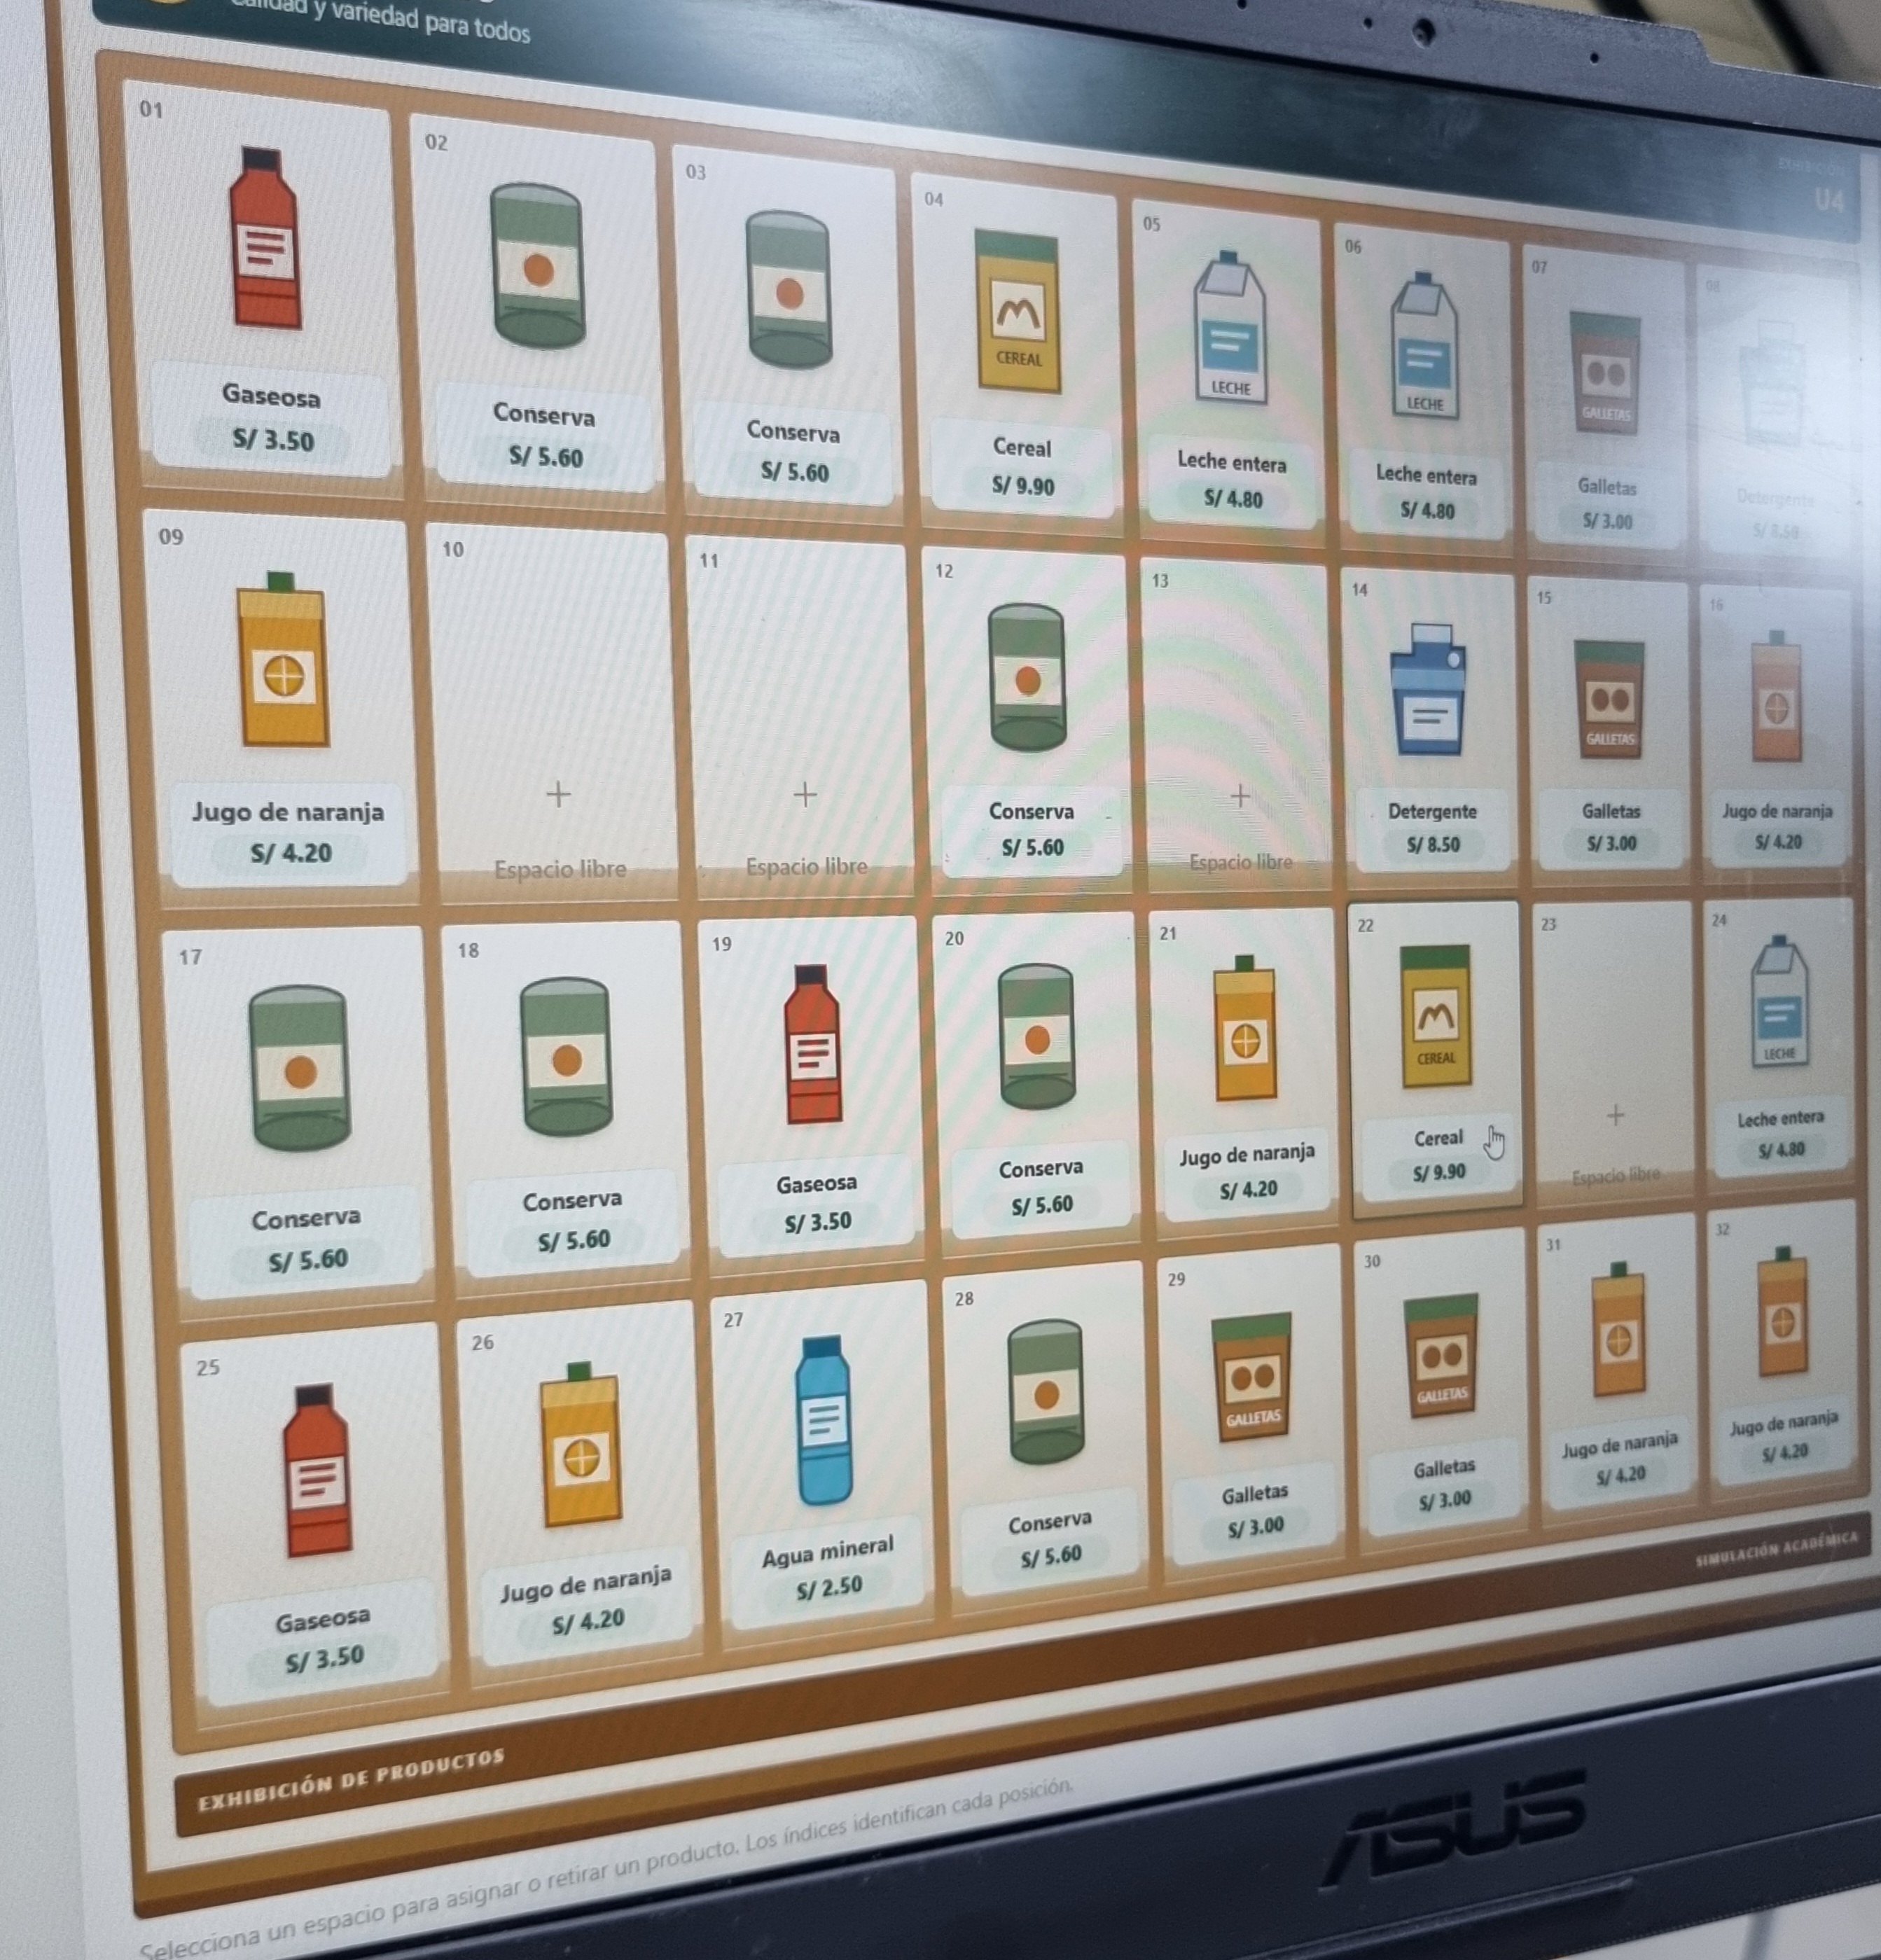 Calidad y variedad para todos
U4
01
02
03
04
05
06
07
08
CEREAL
LECHE
LECHE
GALLETAS
Gaseosa
S/ 3.50
Conserva
S/ 5.60
Conserva
S/ 5.60
Cereal
S/ 9.90
Leche entera
S/ 4.80
Leche entera
S/ 4.80
Galletas
S/ 3.00
Detergente
S/ 8.50
09
10
11
12
13
14
15
16
GALLETAS
Jugo de naranja
S/ 4.20
+
Espacio libre
+
Espacio libre
Conserva
S/ 5.60
+
Espacio libre
Detergente
S/ 8.50
Galletas
S/ 3.00
Jugo de naranja
S/ 4.20
17
18
19
20
21
22
23
24
CEREAL
LECHE
Conserva
S/ 5.60
Conserva
S/ 5.60
Gaseosa
S/ 3.50
Conserva
S/ 5.60
Jugo de naranja
S/ 4.20
Cereal
S/ 9.90
+
Espacio libre
Leche entera
S/ 4.80
25
26
27
28
29
30
31
32
GALLETAS
GALLETAS
Gaseosa
S/ 3.50
Jugo de naranja
S/ 4.20
Agua mineral
S/ 2.50
Conserva
S/ 5.60
Galletas
S/ 3.00
Galletas
S/ 3.00
Jugo de naranja
S/ 4.20
Jugo de naranja
S/ 4.20
EXHIBICIÓN DE PRODUCTOS
SIMULACIÓN ACADÉMICA
Selecciona un espacio para asignar o retirar un producto. Los índices identifican cada posición.
ASUS